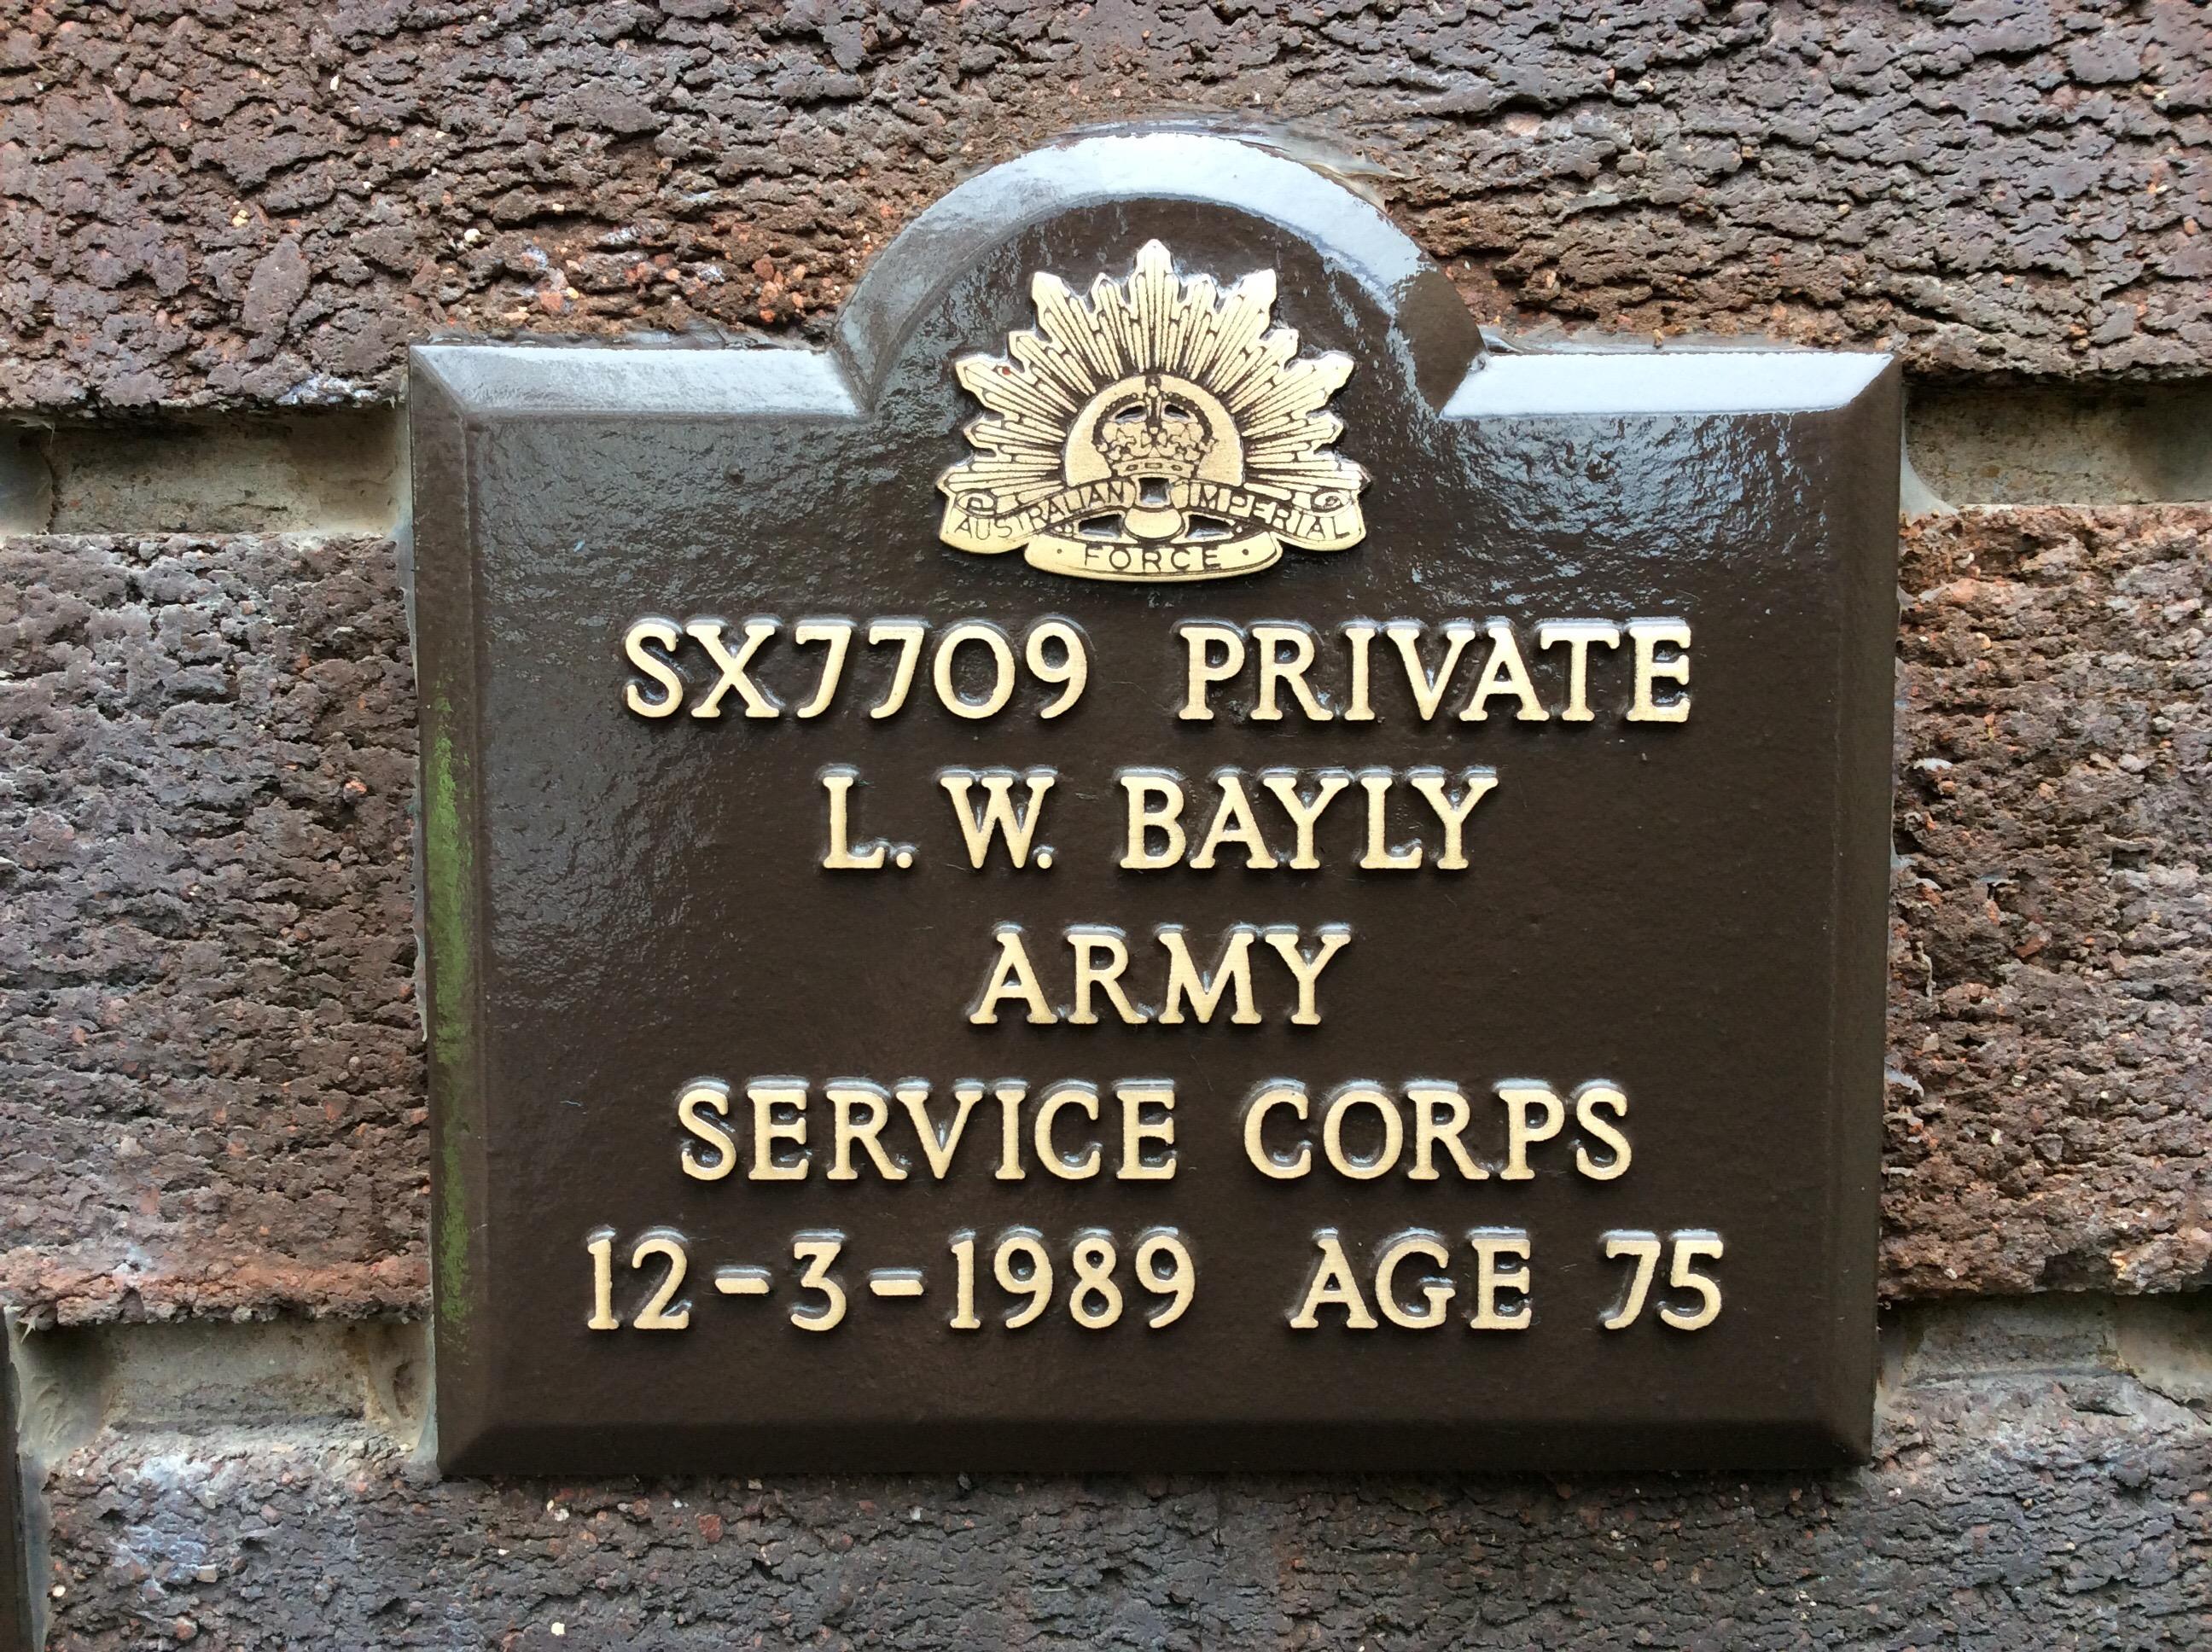 AUSTRALIAN IMPERIAL
FORCE
SX7709 PRIVATE
L. W. BAYLY
ARMY
SERVICE CORPS
12-3-1989 AGE 75